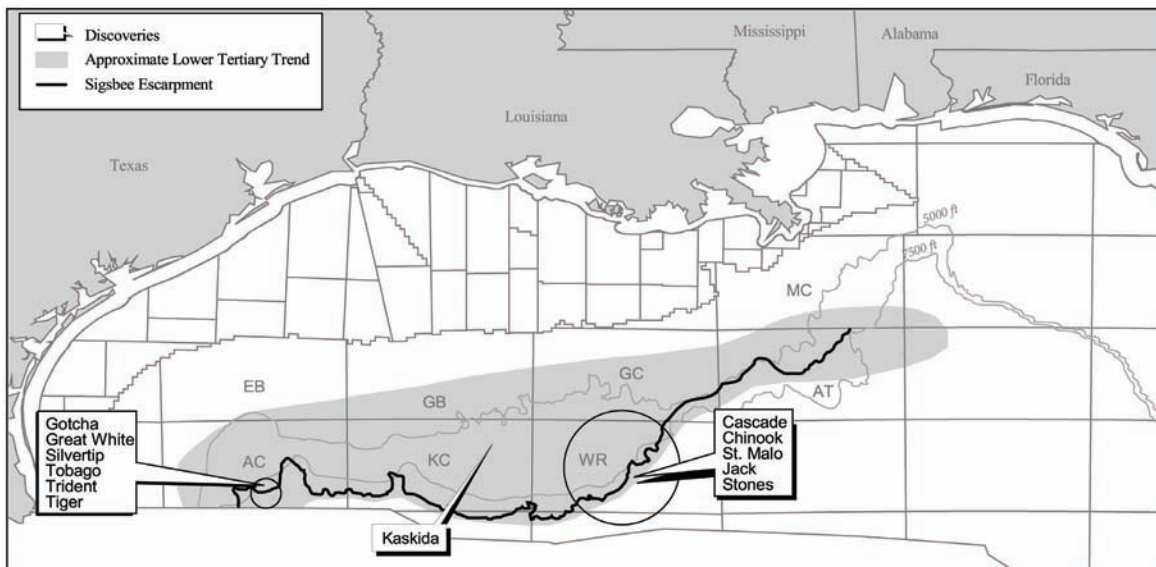 Discoveries
Approximate Lower Tertiary Trend
Sigsbee Escarpment
Mississippi
Alabama
Florida
Louisiana
Texas
5000 ft
7500 ft
MC
EB
GB
GC
AT
AC
KC
WR
Gotcha
Great White
Silvertip
Tobago
Trident
Tiger
Cascade
Chinook
St. Malo
Jack
Stones
Kaskida